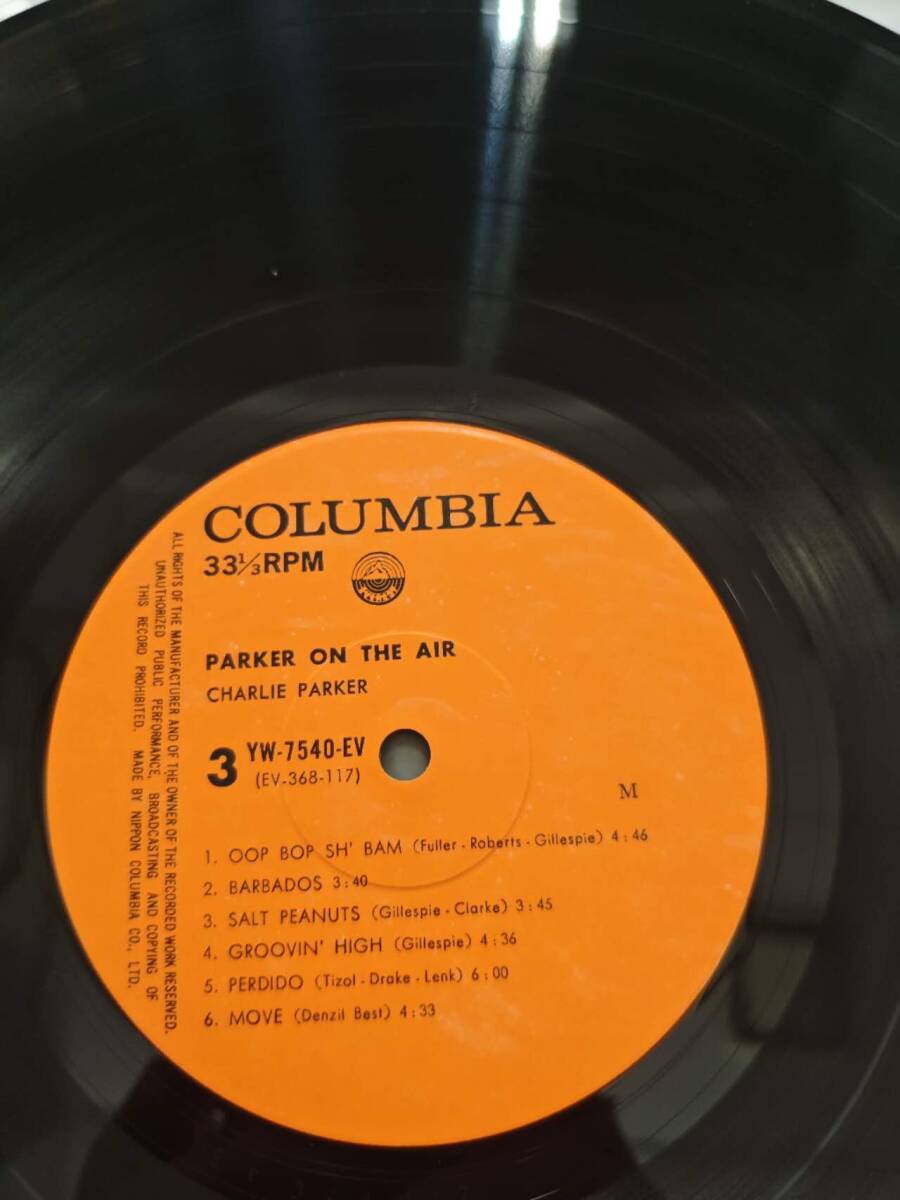 COLUMBIA
33⅓ RPM
PARKER ON THE AIR
CHARLIE PARKER
3 YW-7540-EV
(EV-368-117)
M
1. OOP BOP SH' BAM (Fuller - Roberts - Gillespie) 4:46
2. BARBADOS 3:40
3. SALT PEANUTS (Gillespie - Clarke) 3:45
4. GROOVIN' HIGH (Gillespie) 4:36
5. PERDIDO (Tizol - Drake - Lenk) 6:00
6. MOVE (Denzil Best) 4:33
ALL RIGHTS OF THE MANUFACTURER AND OF THE OWNER OF THE RECORDED WORK RESERVED.
UNAUTHORIZED PUBLIC PERFORMANCE, BROADCASTING AND COPYING OF
THIS RECORD PROHIBITED. MADE BY NIPPON COLUMBIA CO., LTD.